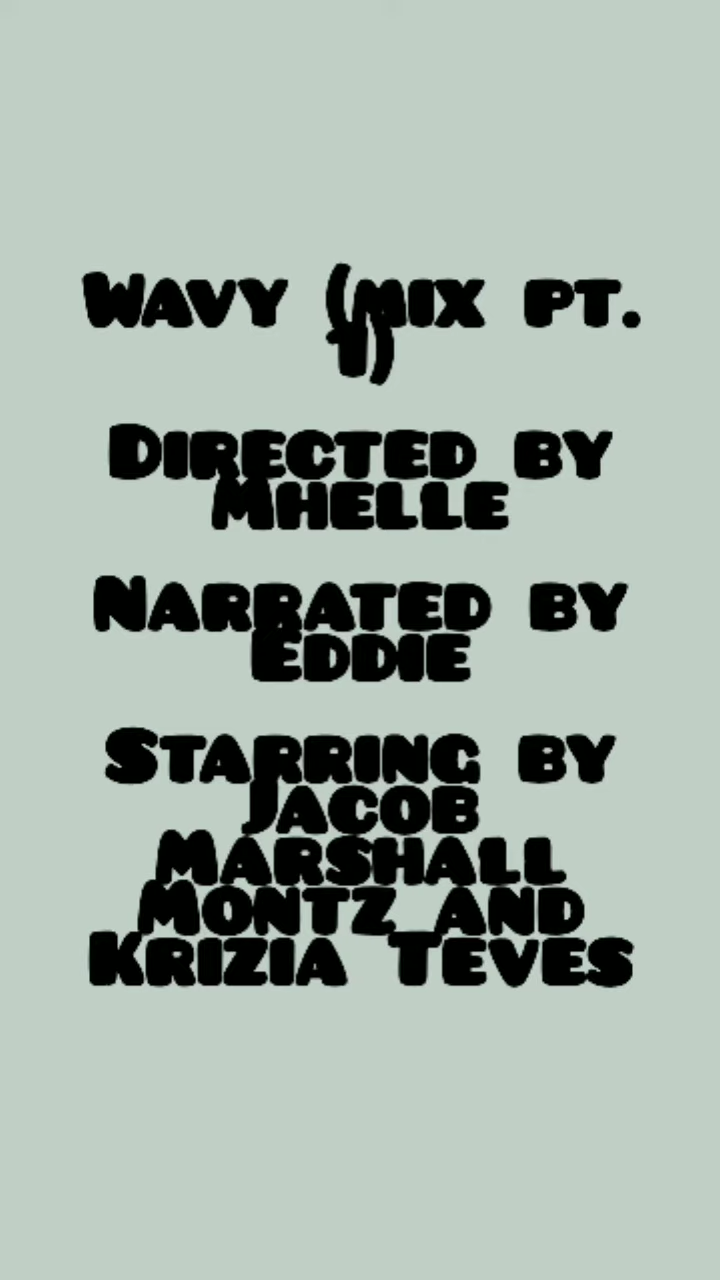 Wavy (mix pt.
1)
Directed by
Mhelle
Narrated by
Eddie
Starring by
Jacob
Marshall
Montz and
Krizia Teves